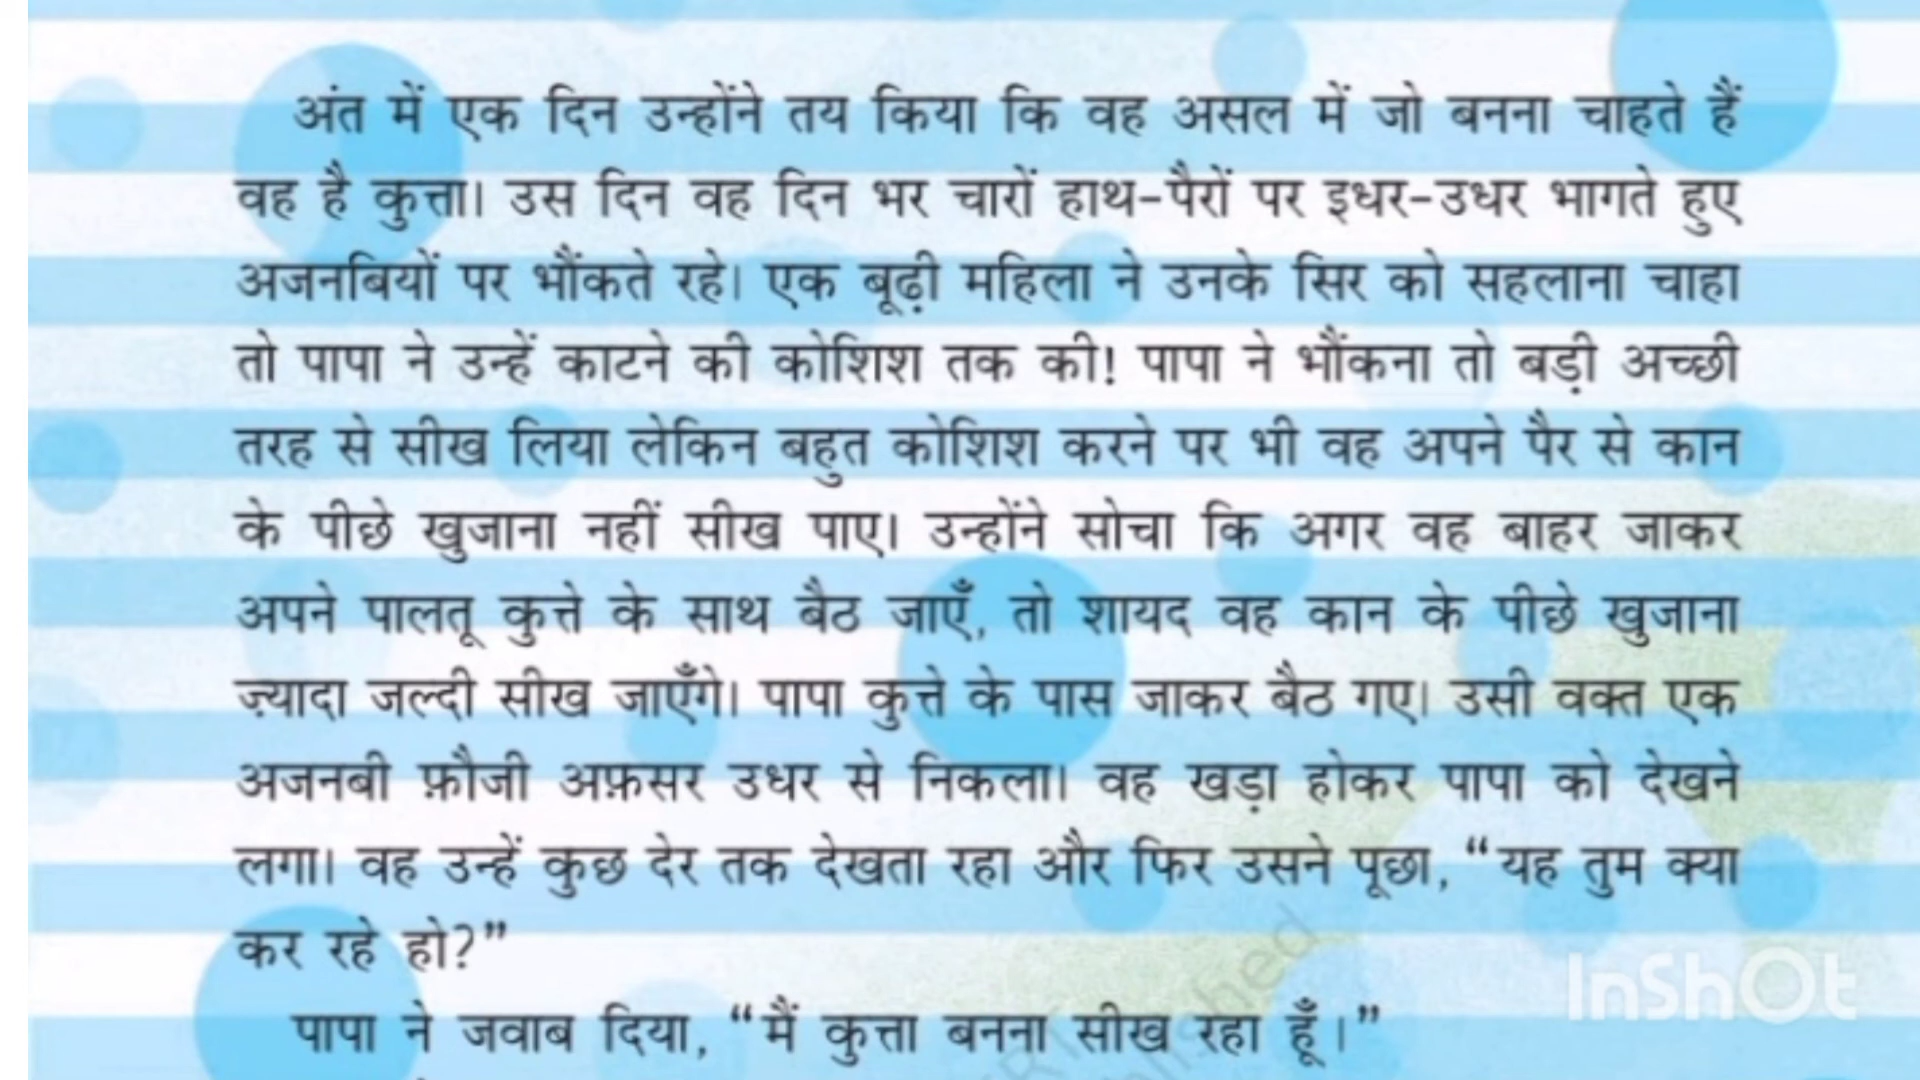 अंत में एक दिन उन्होंने तय किया कि वह असल में जो बनना चाहते हैं
वह है कुत्ता। उस दिन वह दिन भर चारों हाथ-पैरों पर इधर-उधर भागते हुए
अजनबियों पर भौंकते रहे। एक बूढ़ी महिला ने उनके सिर को सहलाना चाहा
तो पापा ने उन्हें काटने की कोशिश तक की! पापा ने भौंकना तो बड़ी अच्छी
तरह से सीख लिया लेकिन बहुत कोशिश करने पर भी वह अपने पैर से कान
के पीछे खुजाना नहीं सीख पाए। उन्होंने सोचा कि अगर वह बाहर जाकर
अपने पालतू कुत्ते के साथ बैठ जाएँ, तो शायद वह कान के पीछे खुजाना
ज़्यादा जल्दी सीख जाएँगे। पापा कुत्ते के पास जाकर बैठ गए। उसी वक्त एक
अजनबी फ़ौजी अफ़सर उधर से निकला। वह खड़ा होकर पापा को देखने
लगा। वह उन्हें कुछ देर तक देखता रहा और फिर उसने पूछा, “यह तुम क्या
कर रहे हो?”
पापा ने जवाब दिया, “मैं कुत्ता बनना सीख रहा हूँ।”
InShOt